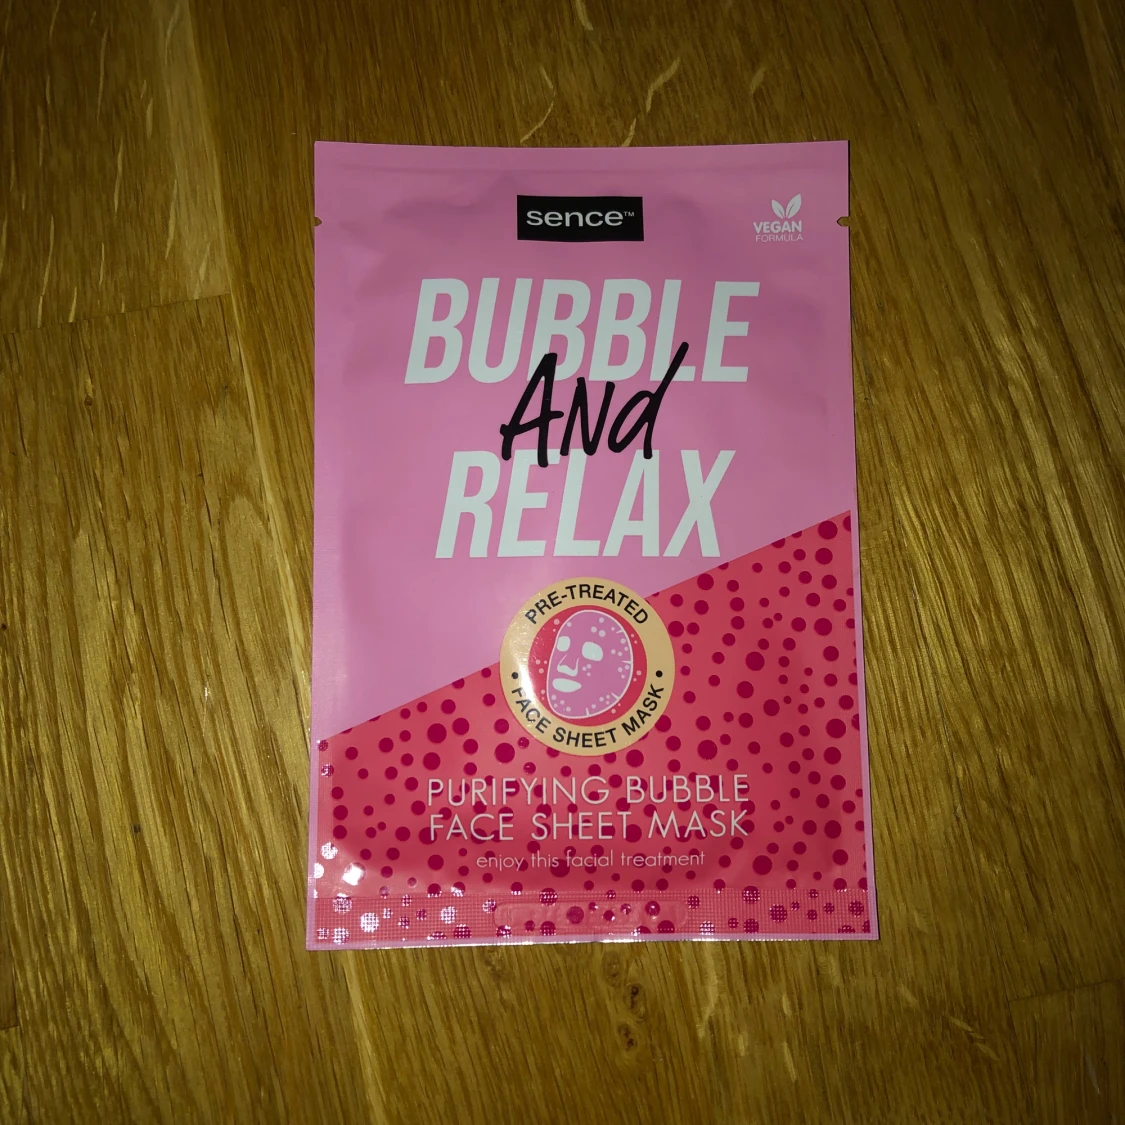 sence™
VEGAN
FORMULA
BUBBLE
And
RELAX
PRE-TREATED
• FACE SHEET MASK •
PURIFYING BUBBLE
FACE SHEET MASK
enjoy this facial treatment